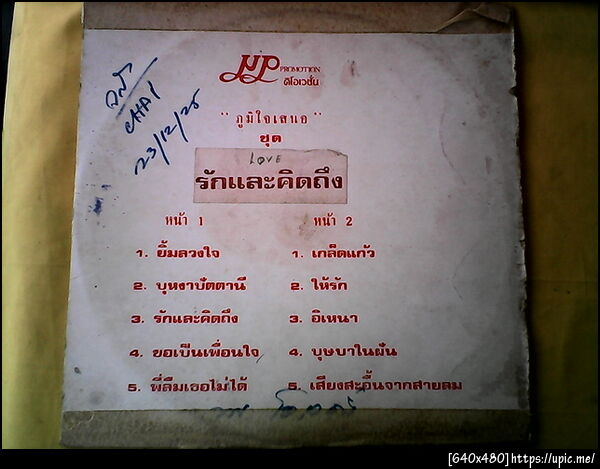 MP PROMOTION
ดีโอเวชั่น
CHAI
23/12/28
"ภูมิใจเสนอ"
ชุด
LOVE
รักและคิดถึง
หน้า 1 หน้า 2
1. ยิ้มลวงใจ 1. เกล็ดแก้ว
2. บุหงาปัตตานี 2. ให้รัก
3. รักและคิดถึง 3. อิเหนา
4. ขอเป็นเพื่อนใจ 4. บุษบาในฝัน
5. พี่ลืมเธอไม่ได้ 5. เสียงสะอื้นจากสายลม
[640x480]https://upic.me/